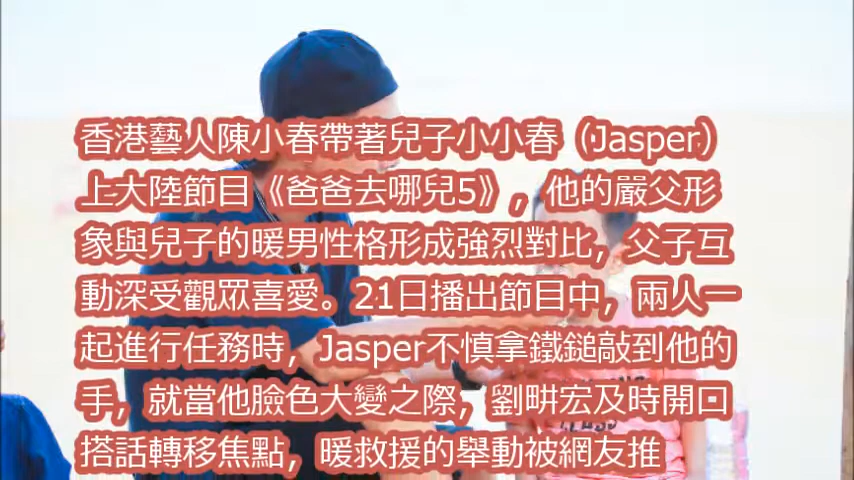 香港藝人陳小春帶著兒子小小春（Jasper）
上大陸節目《爸爸去哪兒5》，他的嚴父形
象與兒子的暖男性格形成強烈對比，父子互
動深受觀眾喜愛。21日播出節目中，兩人一
起進行任務時，Jasper不慎拿鐵鎚敲到他的
手，就當他臉色大變之際，劉畊宏及時開口
搭話轉移焦點，暖救援的舉動被網友推